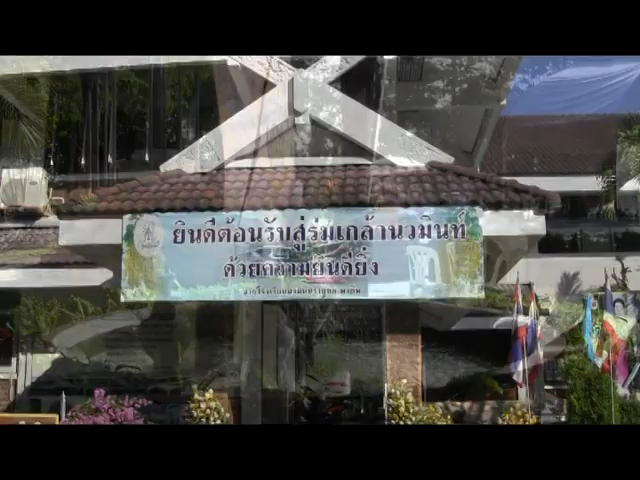 ยินดีต้อนรับสู่ร่มเกล้านวมินท์
ด้วยความยินดียิ่ง